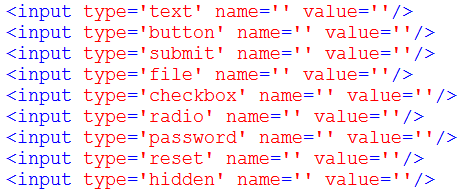 <input type='text' name='' value=''/>
<input type='button' name='' value=''/>
<input type='submit' name='' value=''/>
<input type='file' name='' value=''/>
<input type='checkbox' name='' value=''/>
<input type='radio' name='' value=''/>
<input type='password' name='' value=''/>
<input type='reset' name='' value=''/>
<input type='hidden' name='' value=''/>